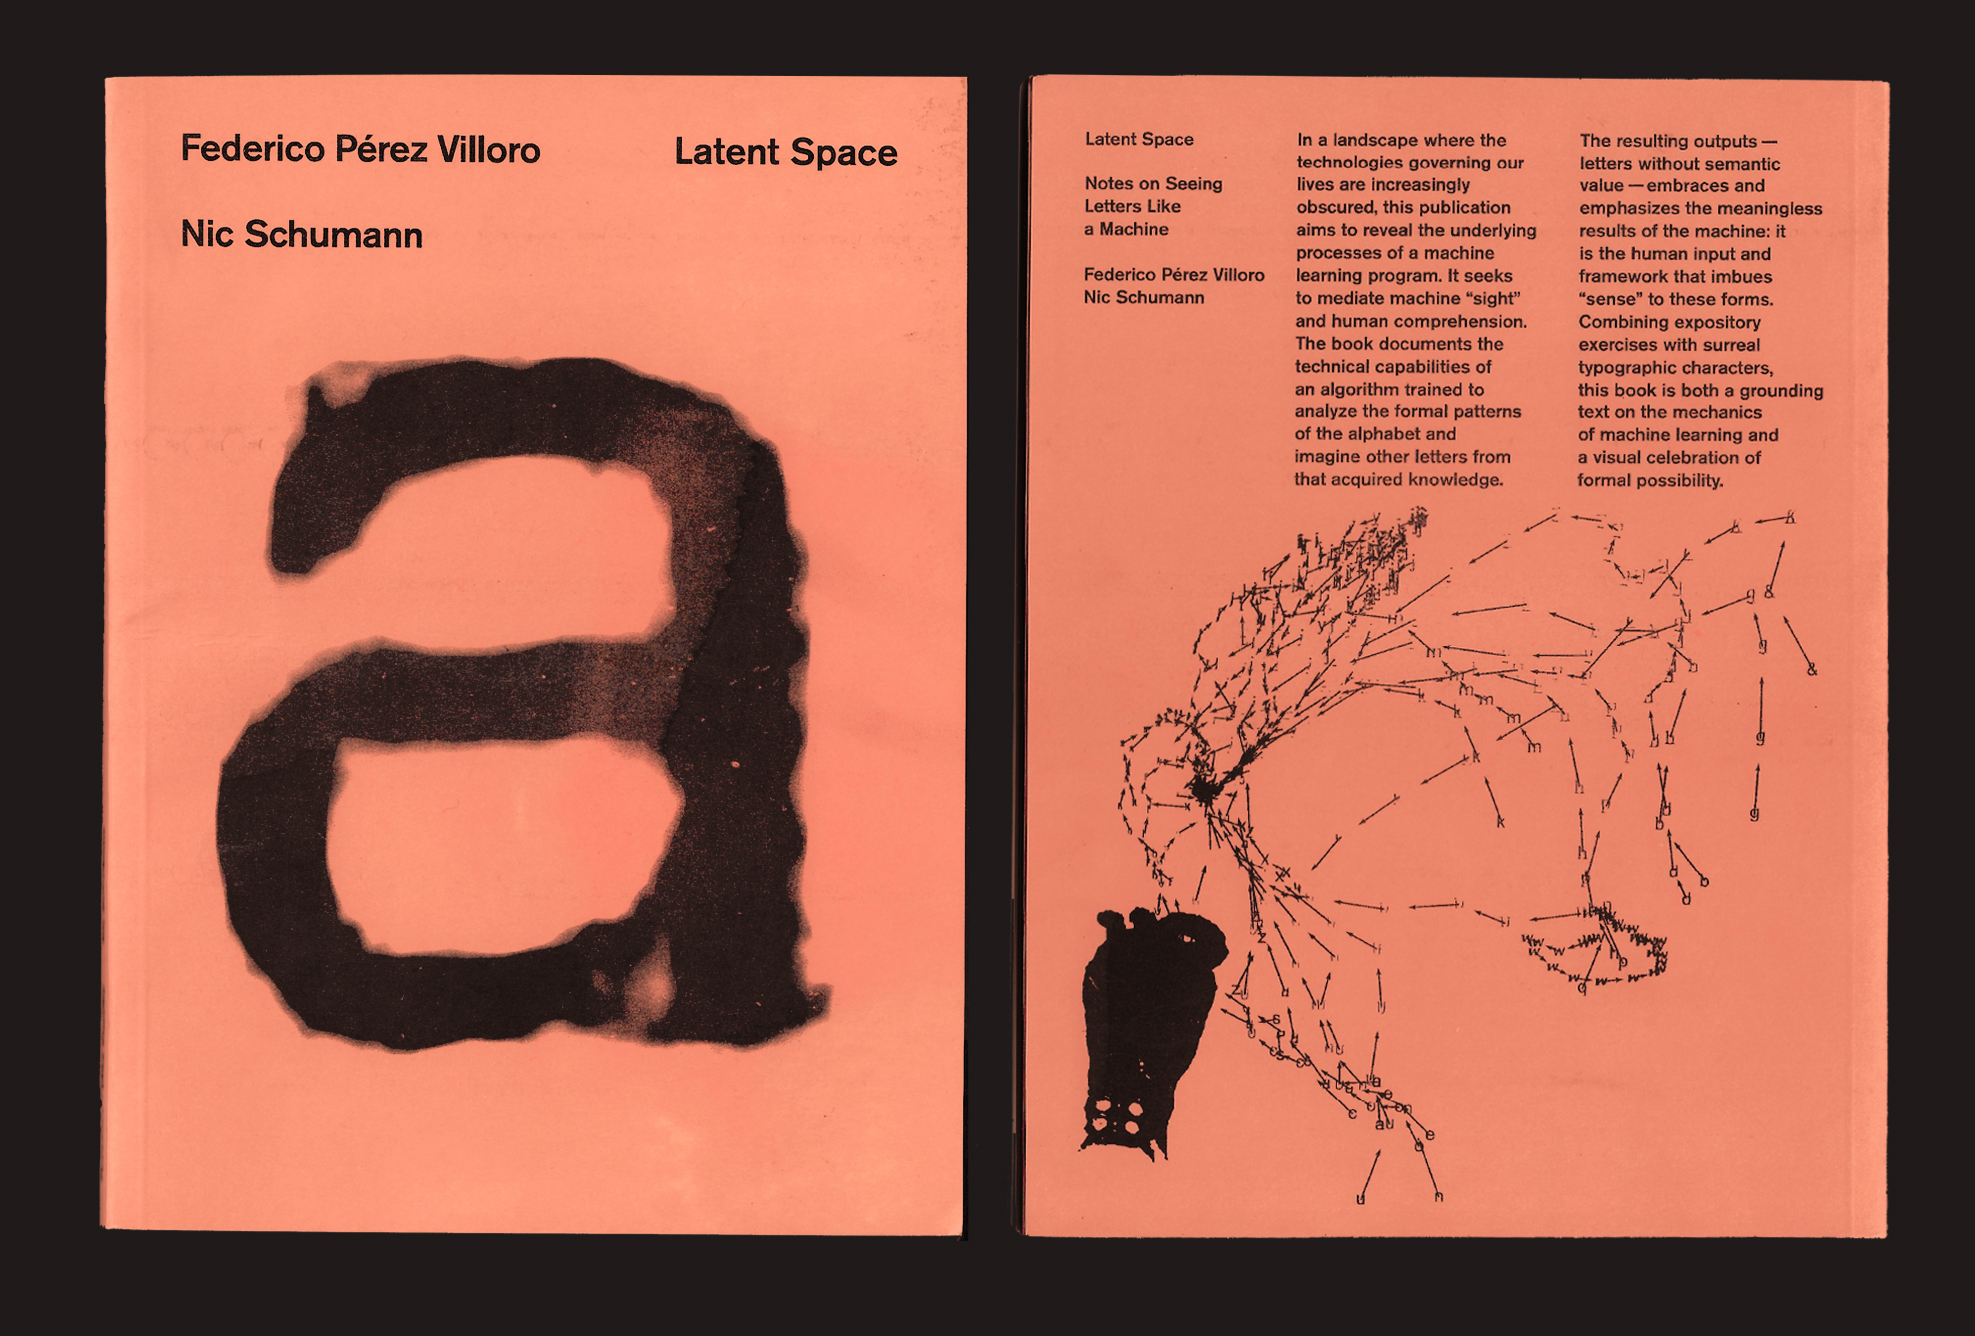 Federico Pérez Villoro
Latent Space
Nic Schumann
a
Latent Space
Notes on Seeing
Letters Like
a Machine
Federico Pérez Villoro
Nic Schumann
In a landscape where the
technologies governing our
lives are increasingly
obscured, this publication
aims to reveal the underlying
processes of a machine
learning program. It seeks
to mediate machine “sight”
and human comprehension.
The book documents the
technical capabilities of
an algorithm trained to
analyze the formal patterns
of the alphabet and
imagine other letters from
that acquired knowledge.
The resulting outputs —
letters without semantic
value — embraces and
emphasizes the meaningless
results of the machine: it
is the human input and
framework that imbues
“sense” to these forms.
Combining expository
exercises with surreal
typographic characters,
this book is both a grounding
text on the mechanics
of machine learning and
a visual celebration of
formal possibility.